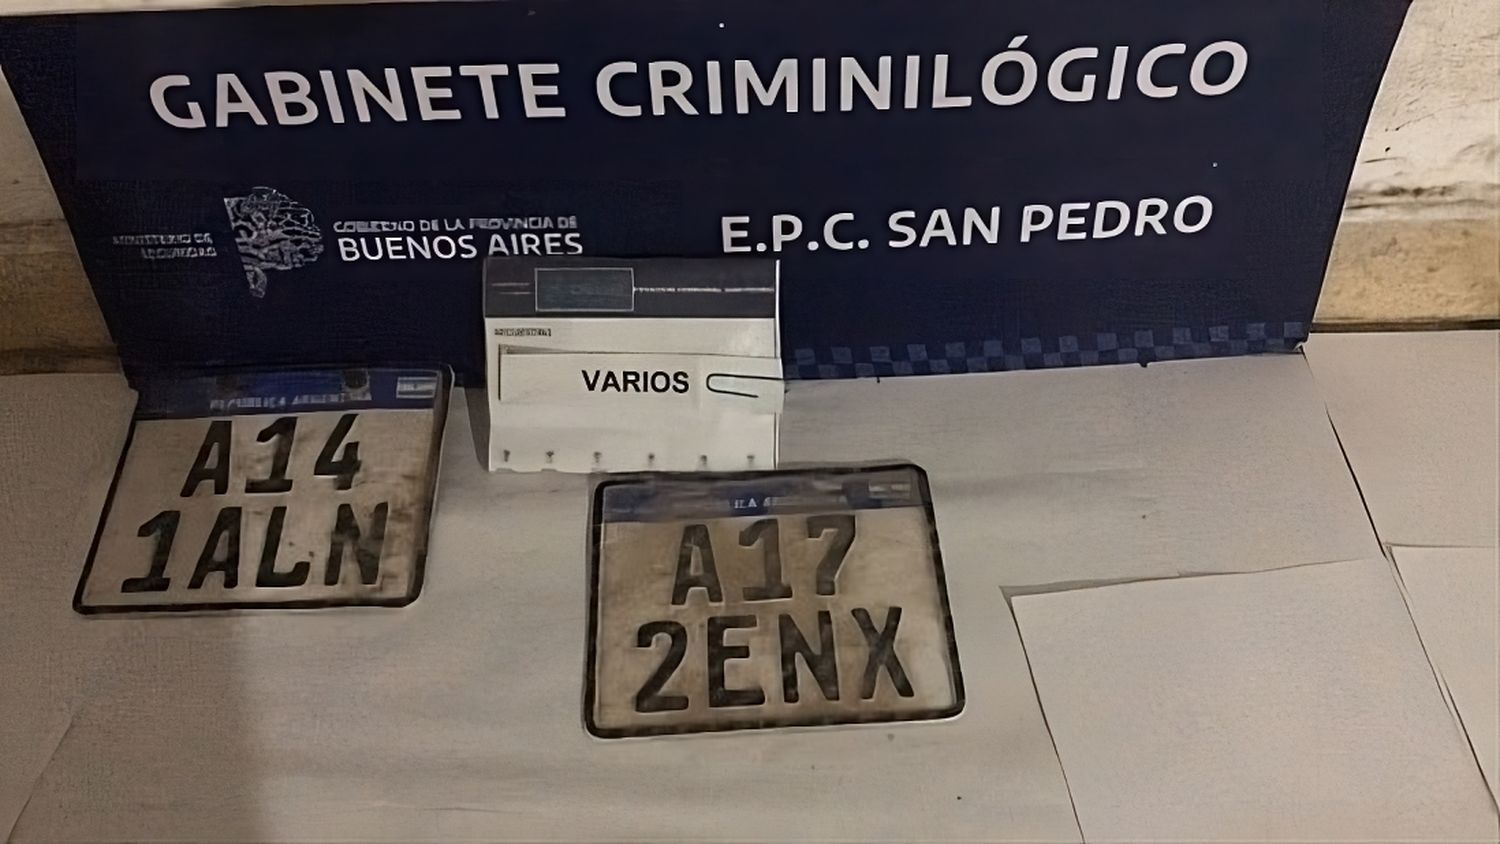 GABINETE CRIMINILÓGICO
GOBIERNO DE LA PROVINCIA DE
BUENOS AIRES
E.P.C. SAN PEDRO
VARIOS
A14
1ALN
A17
2ENX